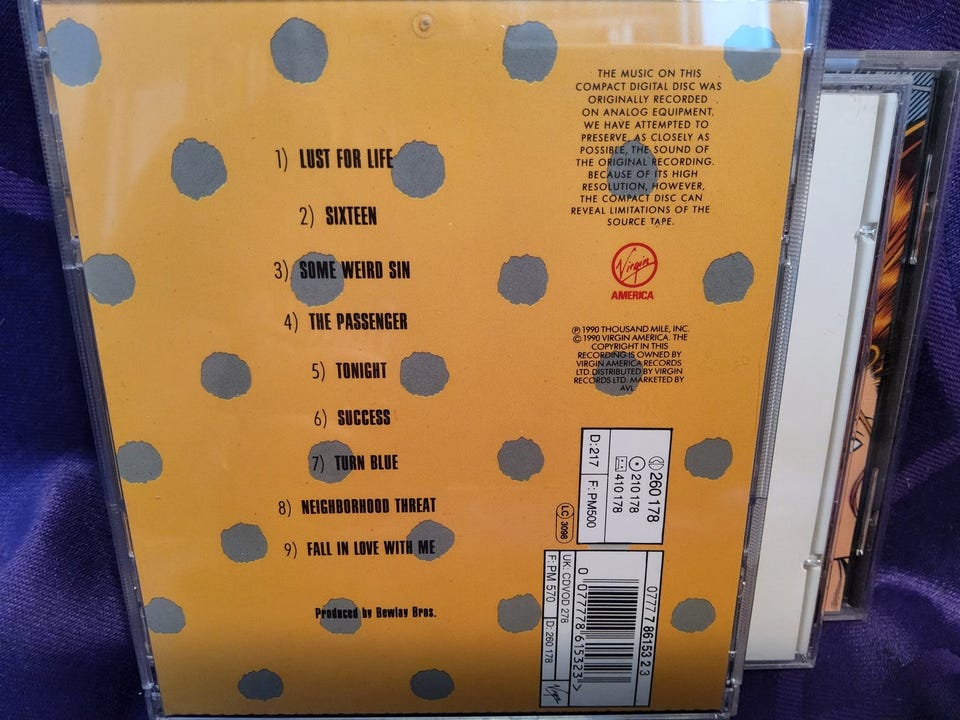 1) LUST FOR LIFE
2) SIXTEEN
3) SOME WEIRD SIN
4) THE PASSENGER
5) TONIGHT
6) SUCCESS
7) TURN BLUE
8) NEIGHBORHOOD THREAT
9) FALL IN LOVE WITH ME
Produced by Bewlay Bros.
THE MUSIC ON THIS
COMPACT DIGITAL DISC WAS
ORIGINALLY RECORDED
ON ANALOG EQUIPMENT.
WE HAVE ATTEMPTED TO
PRESERVE, AS CLOSELY AS
POSSIBLE, THE SOUND OF
THE ORIGINAL RECORDING.
BECAUSE OF ITS HIGH
RESOLUTION, HOWEVER,
THE COMPACT DISC CAN
REVEAL LIMITATIONS OF THE
SOURCE TAPE.
Virgin
AMERICA
℗ 1990 THOUSAND MILE, INC.
© 1990 VIRGIN AMERICA. THE
COPYRIGHT IN THIS
RECORDING IS OWNED BY
VIRGIN AMERICA RECORDS
LTD. DISTRIBUTED BY VIRGIN
RECORDS LTD. MARKETED BY
AVL.
260 178
210 178
410 178
D: 217 F: PM500
LC 3098
0777 7 86153 2 3
0 077778 615323 >
UK: CDVOD 278
F: PM 570 D: 260 178
Virgin